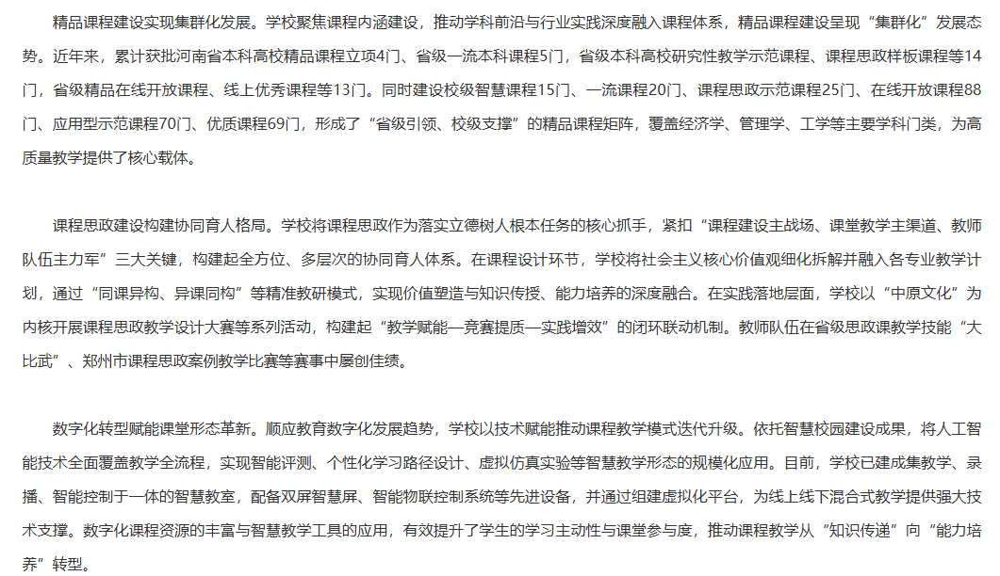 精品课程建设实现集群化发展。学校聚焦课程内涵建设，推动学科前沿与行业实践深度融入课程体系，精品课程建设呈现“集群化”发展态
势。近年来，累计获批河南省本科高校精品课程立项4门、省级一流本科课程5门，省级本科高校研究性教学示范课程、课程思政样板课程等14
门，省级精品在线开放课程、线上优秀课程等13门。同时建设校级智慧课程15门、一流课程20门、课程思政示范课程25门、在线开放课程88
门、应用型示范课程70门、优质课程69门，形成了“省级引领、校级支撑”的精品课程矩阵，覆盖经济学、管理学、工学等主要学科门类，为高
质量教学提供了核心载体。
课程思政建设构建协同育人格局。学校将课程思政作为落实立德树人根本任务的核心抓手，紧扣“课程建设主战场、课堂教学主渠道、教师
队伍主力军”三大关键，构建起全方位、多层次的协同育人体系。在课程设计环节，学校将社会主义核心价值观细化拆解并融入各专业教学计
划，通过“同课异构、异课同构”等精准教研模式，实现价值塑造与知识传授、能力培养的深度融合。在实践落地层面，学校以“中原文化”为
内核开展课程思政教学设计大赛等系列活动，构建起“教学赋能—竞赛提质—实践增效”的闭环联动机制。教师队伍在省级思政课教学技能“大
比武”、郑州市课程思政案例教学比赛等赛事中屡创佳绩。
数字化转型赋能课堂形态革新。顺应教育数字化发展趋势，学校以技术赋能推动课程教学模式迭代升级。依托智慧校园建设成果，将人工智
能技术全面覆盖教学全流程，实现智能评测、个性化学习路径设计、虚拟仿真实验等智慧教学形态的规模化应用。目前，学校已建成集教学、录
播、智能控制于一体的智慧教室，配备双屏智慧屏、智能物联控制系统等先进设备，并通过组建虚拟化平台，为线上线下混合式教学提供强大技
术支撑。数字化课程资源的丰富与智慧教学工具的应用，有效提升了学生的学习主动性与课堂参与度，推动课程教学从“知识传递”向“能力培
养”转型。